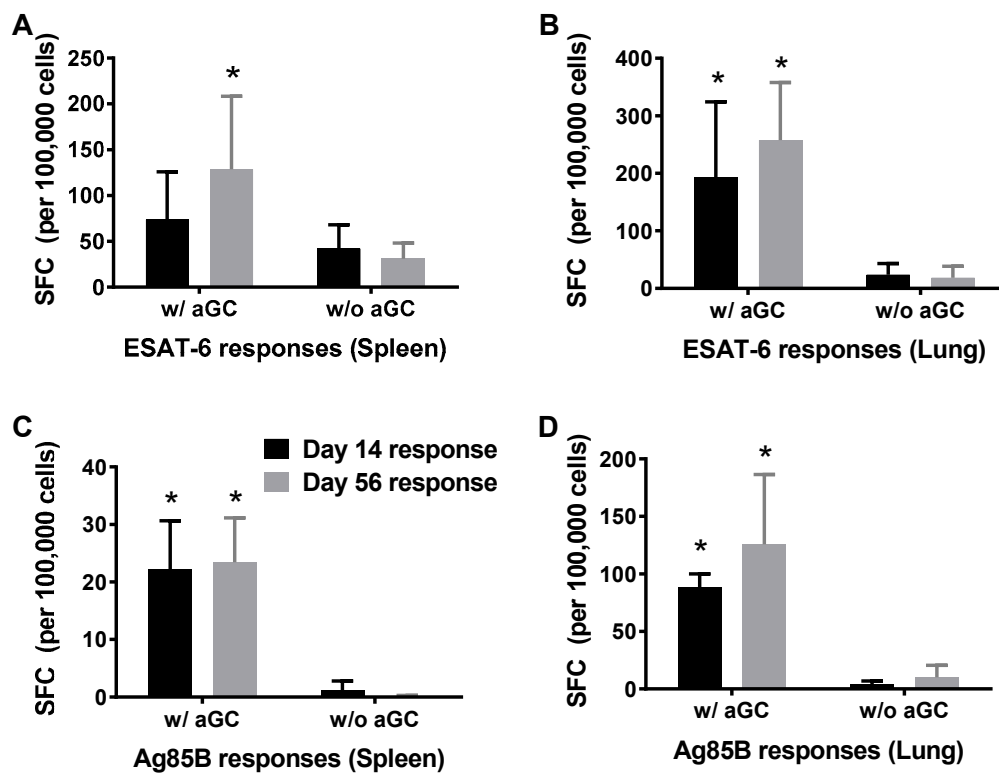 A
SFC (per 100,000 cells)
250
200
150
100
50
0
*
w/ aGC
w/o aGC
ESAT-6 responses (Spleen)
B
SFC (per 100,000 cells)
400
300
200
100
0
*
*
w/ aGC
w/o aGC
ESAT-6 responses (Lung)
C
SFC (per 100,000 cells)
40
30
20
10
0
*
*
Day 14 response
Day 56 response
w/ aGC
w/o aGC
Ag85B responses (Spleen)
D
SFC (per 100,000 cells)
200
150
100
50
0
*
*
w/ aGC
w/o aGC
Ag85B responses (Lung)